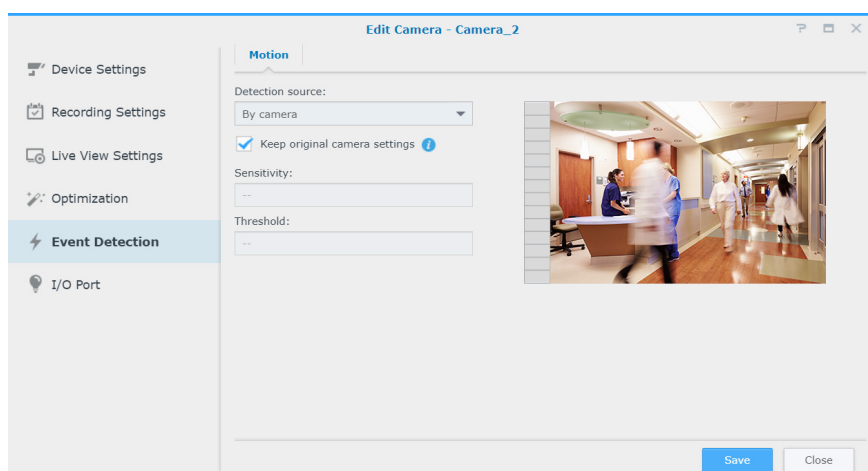 Edit Camera - Camera_2
Device Settings
Recording Settings
Live View Settings
Optimization
Event Detection
I/O Port
Motion
Detection source:
By camera
Keep original camera settings i
Sensitivity:
--
Threshold:
--
Save Close